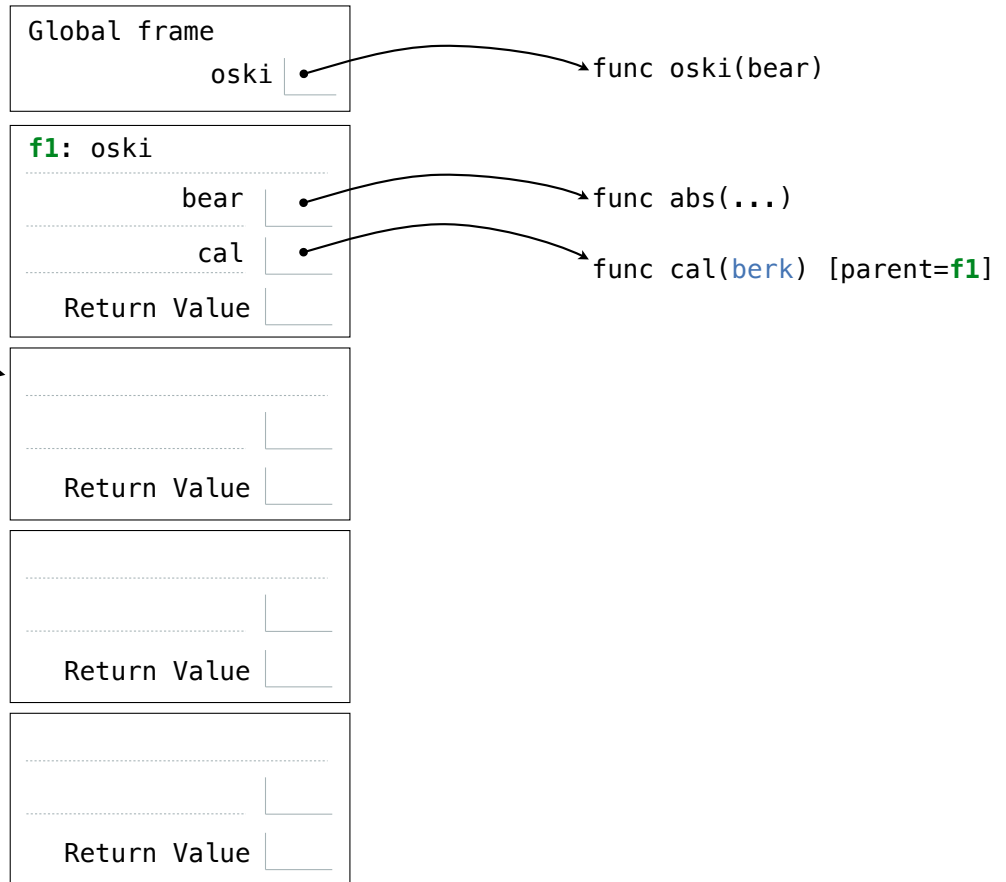 Global frame
oski
func oski(bear)
f1: oski
bear
func abs(...)
cal
func cal(berk) [parent=f1]
Return Value
Return Value
Return Value
Return Value